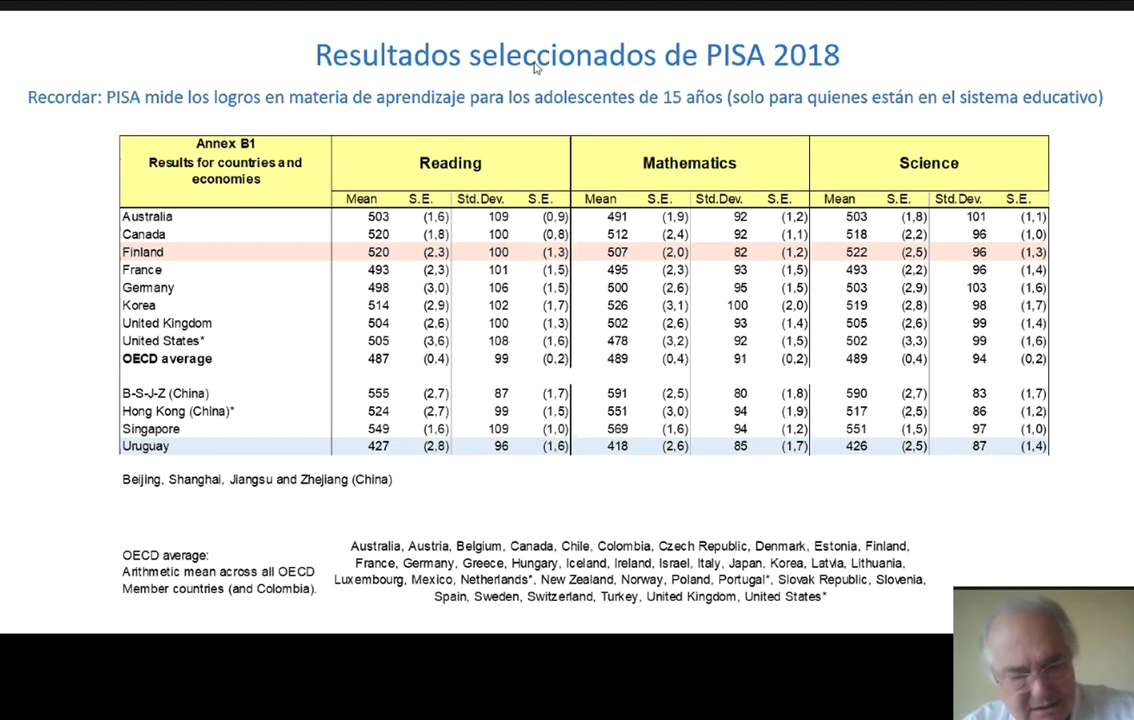 Resultados seleccionados de PISA 2018
Recordar: PISA mide los logros en materia de aprendizaje para los adolescentes de 15 años (solo para quienes están en el sistema educativo)
Annex B1
Results for countries and
economies
Reading Mathematics Science
Mean S.E. Std.Dev. S.E. Mean S.E. Std.Dev. S.E. Mean S.E. Std.Dev. S.E.
Australia 503 (1,6) 109 (0,9) 491 (1,9) 92 (1,2) 503 (1,8) 101 (1,1)
Canada 520 (1,8) 100 (0,8) 512 (2,4) 92 (1,1) 518 (2,2) 96 (1,0)
Finland 520 (2,3) 100 (1,3) 507 (2,0) 82 (1,2) 522 (2,5) 96 (1,3)
France 493 (2,3) 101 (1,5) 495 (2,3) 93 (1,5) 493 (2,2) 96 (1,4)
Germany 498 (3,0) 106 (1,5) 500 (2,6) 95 (1,5) 503 (2,9) 103 (1,6)
Korea 514 (2,9) 102 (1,7) 526 (3,1) 100 (2,0) 519 (2,8) 98 (1,7)
United Kingdom 504 (2,6) 100 (1,3) 502 (2,6) 93 (1,4) 505 (2,6) 99 (1,4)
United States* 505 (3,6) 108 (1,6) 478 (3,2) 92 (1,5) 502 (3,3) 99 (1,6)
OECD average 487 (0,4) 99 (0,2) 489 (0,4) 91 (0,2) 489 (0,4) 94 (0,2)
B-S-J-Z (China) 555 (2,7) 87 (1,7) 591 (2,5) 80 (1,8) 590 (2,7) 83 (1,7)
Hong Kong (China)* 524 (2,7) 99 (1,5) 551 (3,0) 94 (1,9) 517 (2,5) 86 (1,2)
Singapore 549 (1,6) 109 (1,0) 569 (1,6) 94 (1,2) 551 (1,5) 97 (1,0)
Uruguay 427 (2,8) 96 (1,6) 418 (2,6) 85 (1,7) 426 (2,5) 87 (1,4)
Beijing, Shanghai, Jiangsu and Zhejiang (China)
OECD average:
Arithmetic mean across all OECD
Member countries (and Colombia).
Australia, Austria, Belgium, Canada, Chile, Colombia, Czech Republic, Denmark, Estonia, Finland,
France, Germany, Greece, Hungary, Iceland, Ireland, Israel, Italy, Japan, Korea, Latvia, Lithuania,
Luxembourg, Mexico, Netherlands*, New Zealand, Norway, Poland, Portugal*, Slovak Republic, Slovenia,
Spain, Sweden, Switzerland, Turkey, United Kingdom, United States*